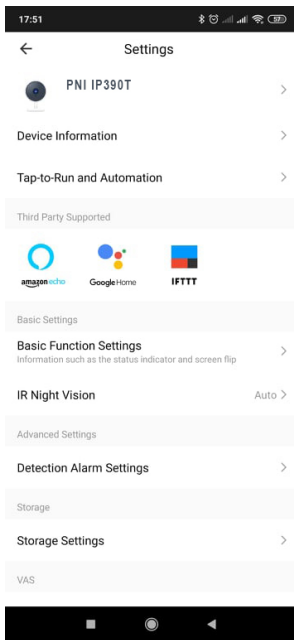 17:51
57
Settings
PNI IP390T
Device Information
Tap-to-Run and Automation
Third Party Supported
amazon echo
Google Home
IFTTT
Basic Settings
Basic Function Settings
Information such as the status indicator and screen flip
IR Night Vision
Auto
Advanced Settings
Detection Alarm Settings
Storage
Storage Settings
VAS